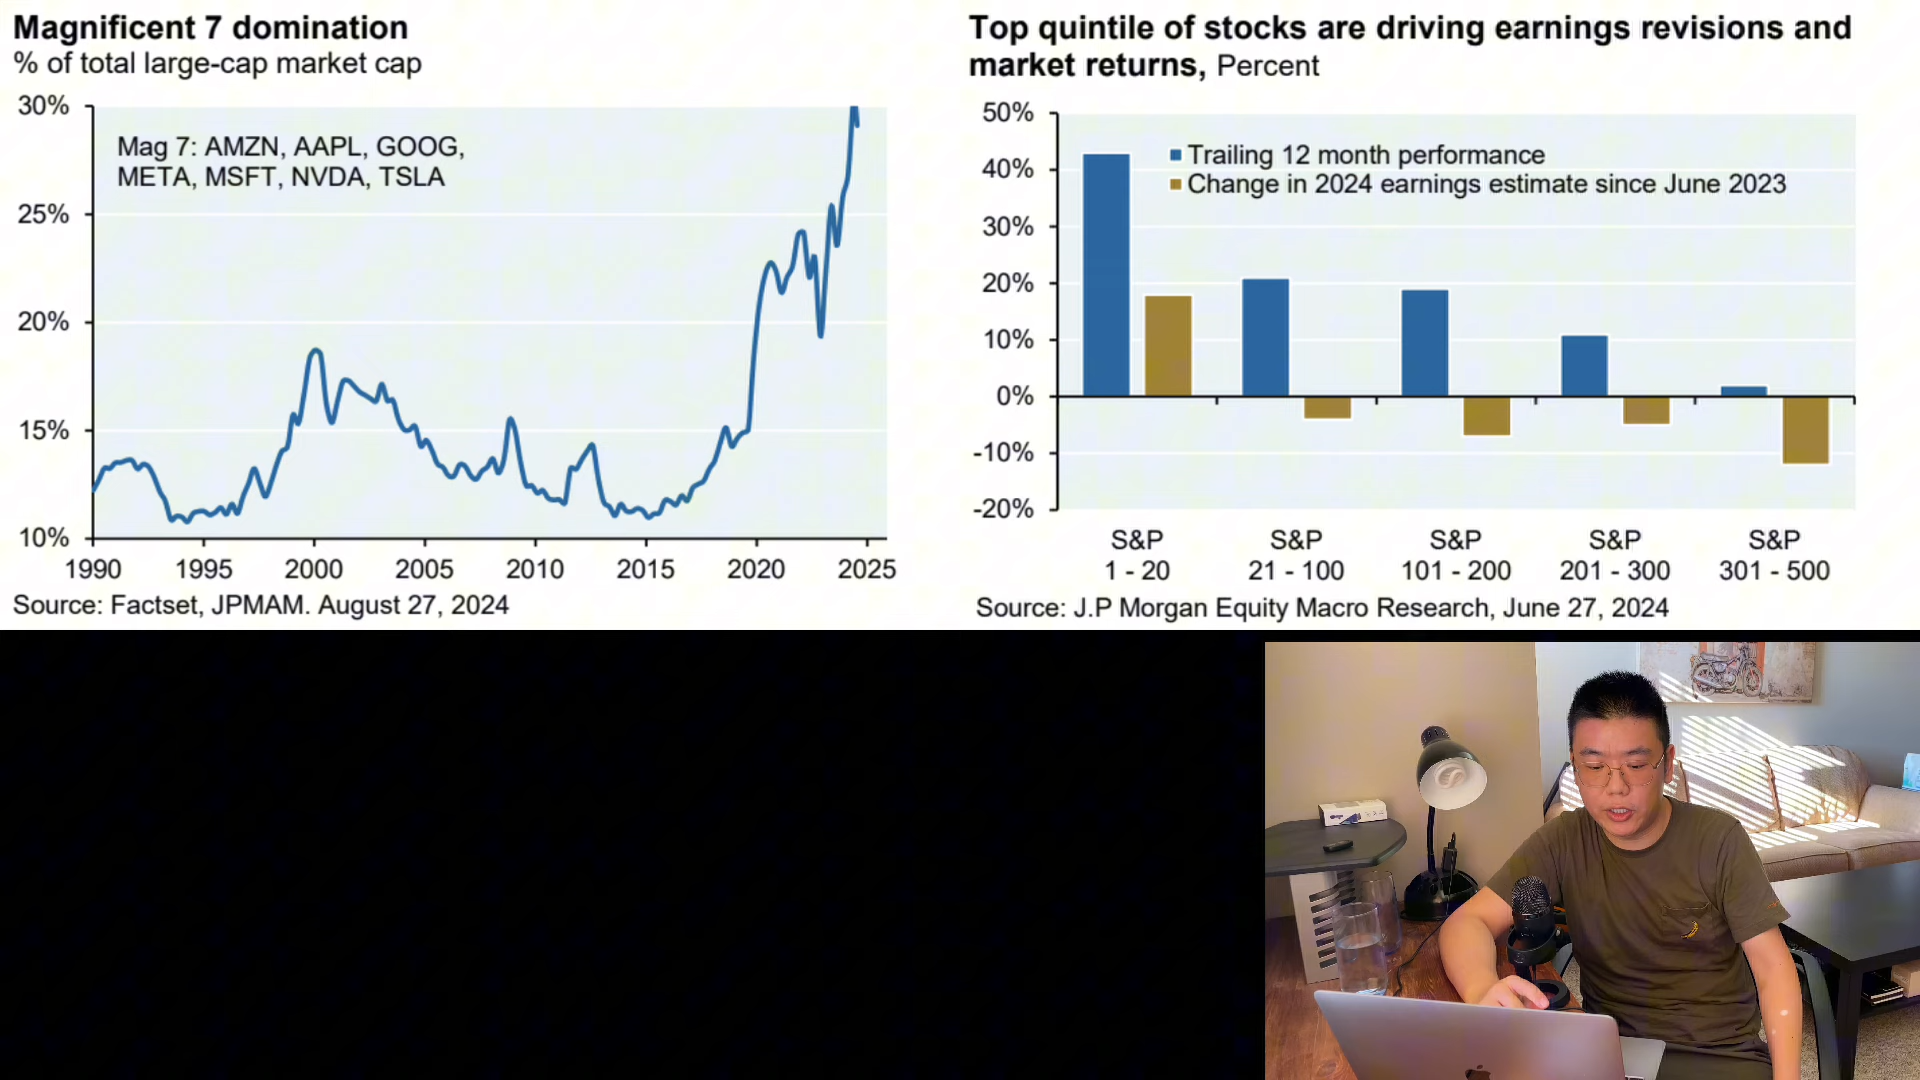 Magnificent 7 domination
% of total large-cap market cap
30%
25%
20%
15%
10%
Mag 7: AMZN, AAPL, GOOG,
META, MSFT, NVDA, TSLA
1990 1995 2000 2005 2010 2015 2020 2025
Source: Factset, JPMAM. August 27, 2024
Top quintile of stocks are driving earnings revisions and
market returns, Percent
50%
40%
30%
20%
10%
0%
-10%
-20%
Trailing 12 month performance
Change in 2024 earnings estimate since June 2023
S&P S&P S&P S&P S&P
1 - 20 21 - 100 101 - 200 201 - 300 301 - 500
Source: J.P Morgan Equity Macro Research, June 27, 2024